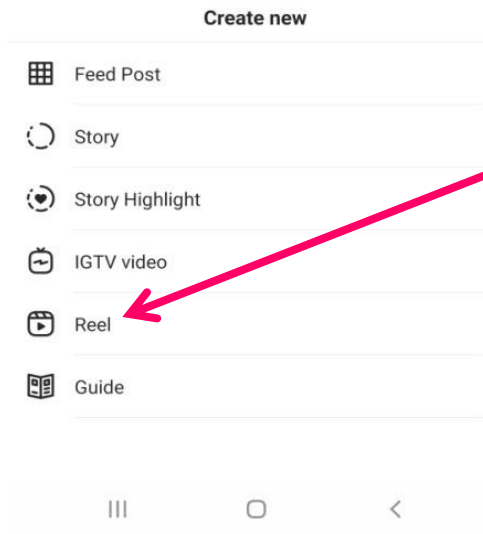 Create new
Feed Post
Story
Story Highlight
IGTV video
Reel
Guide